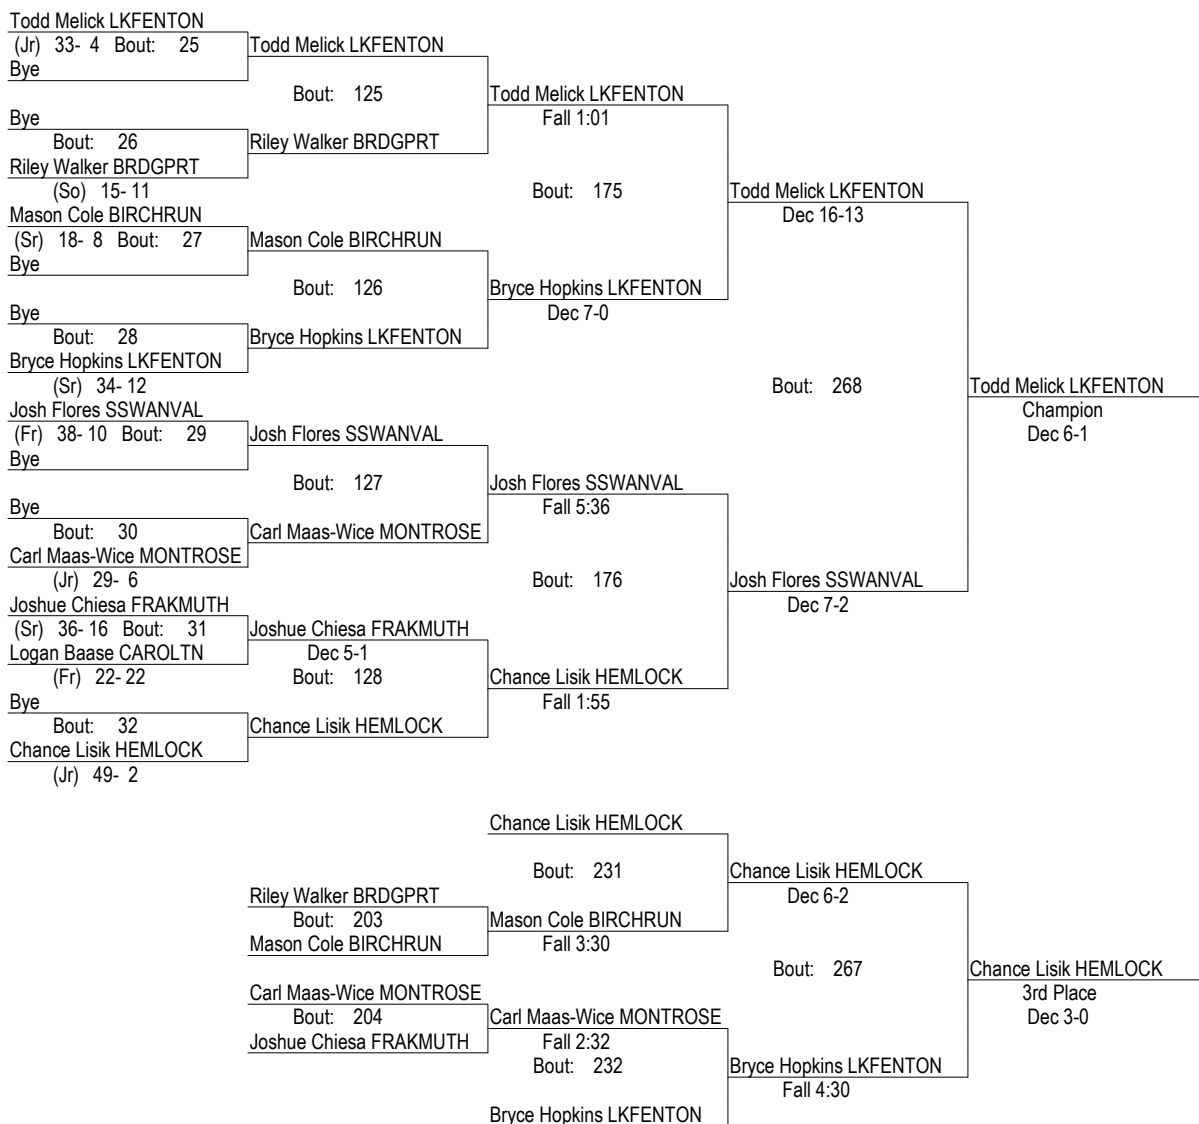 Todd Melick LKFENTON
(Jr) 33- 4 Bout: 25
Todd Melick LKFENTON
Bye
Bout: 125
Todd Melick LKFENTON
Bye
Fall 1:01
Bout: 26
Riley Walker BRDGPRT
Riley Walker BRDGPRT
(So) 15- 11
Bout: 175
Todd Melick LKFENTON
Mason Cole BIRCHRUN
Dec 16-13
(Sr) 18- 8 Bout: 27
Mason Cole BIRCHRUN
Bye
Bout: 126
Bryce Hopkins LKFENTON
Bye
Dec 7-0
Bout: 28
Bryce Hopkins LKFENTON
Bryce Hopkins LKFENTON
(Sr) 34- 12
Bout: 268
Todd Melick LKFENTON
Josh Flores SSWANVAL
Champion
(Fr) 38- 10 Bout: 29
Josh Flores SSWANVAL
Dec 6-1
Bye
Bout: 127
Josh Flores SSWANVAL
Bye
Fall 5:36
Bout: 30
Carl Maas-Wice MONTROSE
Carl Maas-Wice MONTROSE
(Jr) 29- 6
Bout: 176
Josh Flores SSWANVAL
Joshue Chiesa FRAKMUTH
Dec 7-2
(Sr) 36- 16 Bout: 31
Joshue Chiesa FRAKMUTH
Logan Baase CAROLTN
Dec 5-1
(Fr) 22- 22
Bout: 128
Chance Lisik HEMLOCK
Bye
Fall 1:55
Bout: 32
Chance Lisik HEMLOCK
Chance Lisik HEMLOCK
(Jr) 49- 2
Chance Lisik HEMLOCK
Bout: 231
Chance Lisik HEMLOCK
Dec 6-2
Riley Walker BRDGPRT
Bout: 203
Mason Cole BIRCHRUN
Mason Cole BIRCHRUN
Fall 3:30
Bout: 267
Chance Lisik HEMLOCK
3rd Place
Dec 3-0
Carl Maas-Wice MONTROSE
Bout: 204
Carl Maas-Wice MONTROSE
Joshue Chiesa FRAKMUTH
Fall 2:32
Bout: 232
Bryce Hopkins LKFENTON
Fall 4:30
Bryce Hopkins LKFENTON